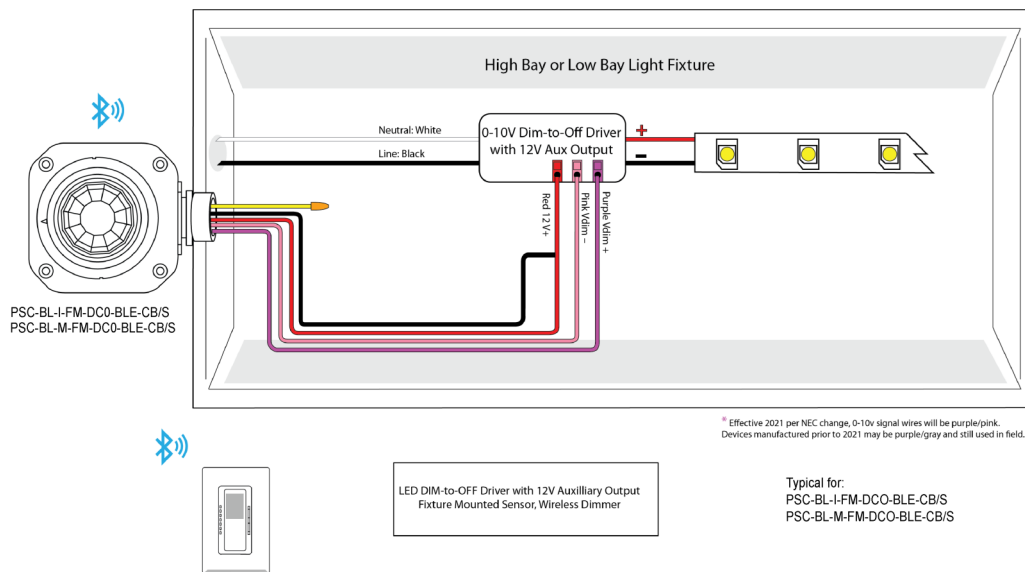 High Bay or Low Bay Light Fixture
Neutral: White
Line: Black
0-10V Dim-to-Off Driver
with 12V Aux Output
+
−
Red 12 V+
Pink Vdim −
Purple Vdim +
PSC-BL-I-FM-DC0-BLE-CB/S
PSC-BL-M-FM-DC0-BLE-CB/S
* Effective 2021 per NEC change, 0-10v signal wires will be purple/pink.
Devices manufactured prior to 2021 may be purple/gray and still used in field.
LED DIM-to-OFF Driver with 12V Auxilliary Output
Fixture Mounted Sensor, Wireless Dimmer
Typical for:
PSC-BL-I-FM-DCO-BLE-CB/S
PSC-BL-M-FM-DCO-BLE-CB/S